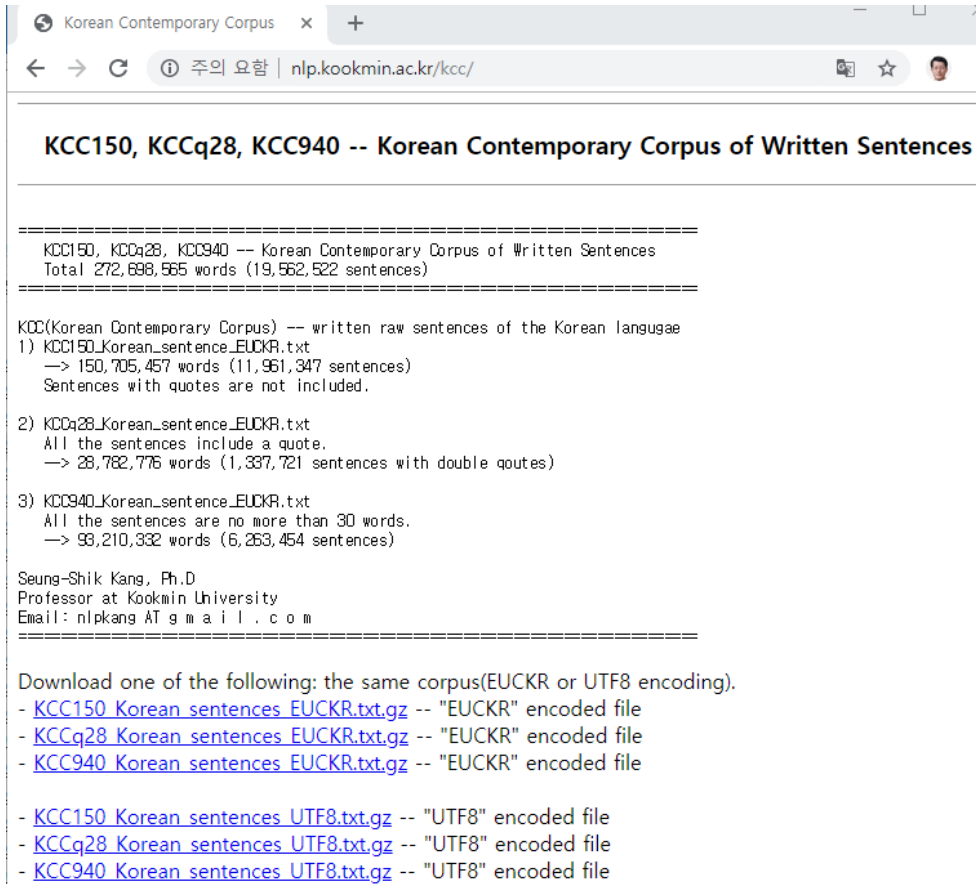 Korean Contemporary Corpus
주의 요함 | nlp.kookmin.ac.kr/kcc/
KCC150, KCCq28, KCC940 -- Korean Contemporary Corpus of Written Sentences
=========================================================
KCC150, KCCq28, KCC940 -- Korean Contemporary Corpus of Written Sentences
Total 272,698,565 words (19,562,522 sentences)
=========================================================
KCC(Korean Contemporary Corpus) -- written raw sentences of the Korean langugae
1) KCC150_Korean_sentence_EUCKR.txt
--> 150,705,457 words (11,961,347 sentences)
Sentences with quotes are not included.
2) KCCq28_Korean_sentence_EUCKR.txt
All the sentences include a quote.
--> 28,782,776 words (1,337,721 sentences with double qoutes)
3) KCC940_Korean_sentence_EUCKR.txt
All the sentences are no more than 30 words.
--> 93,210,332 words (6,263,454 sentences)
Seung-Shik Kang, Ph.D
Professor at Kookmin University
Email: nlpkang AT g m a i l . c o m
=========================================================
Download one of the following: the same corpus(EUCKR or UTF8 encoding).
- KCC150_Korean_sentences_EUCKR.txt.gz -- "EUCKR" encoded file
- KCCq28_Korean_sentences_EUCKR.txt.gz -- "EUCKR" encoded file
- KCC940_Korean_sentences_EUCKR.txt.gz -- "EUCKR" encoded file
- KCC150_Korean_sentences_UTF8.txt.gz -- "UTF8" encoded file
- KCCq28_Korean_sentences_UTF8.txt.gz -- "UTF8" encoded file
- KCC940_Korean_sentences_UTF8.txt.gz -- "UTF8" encoded file